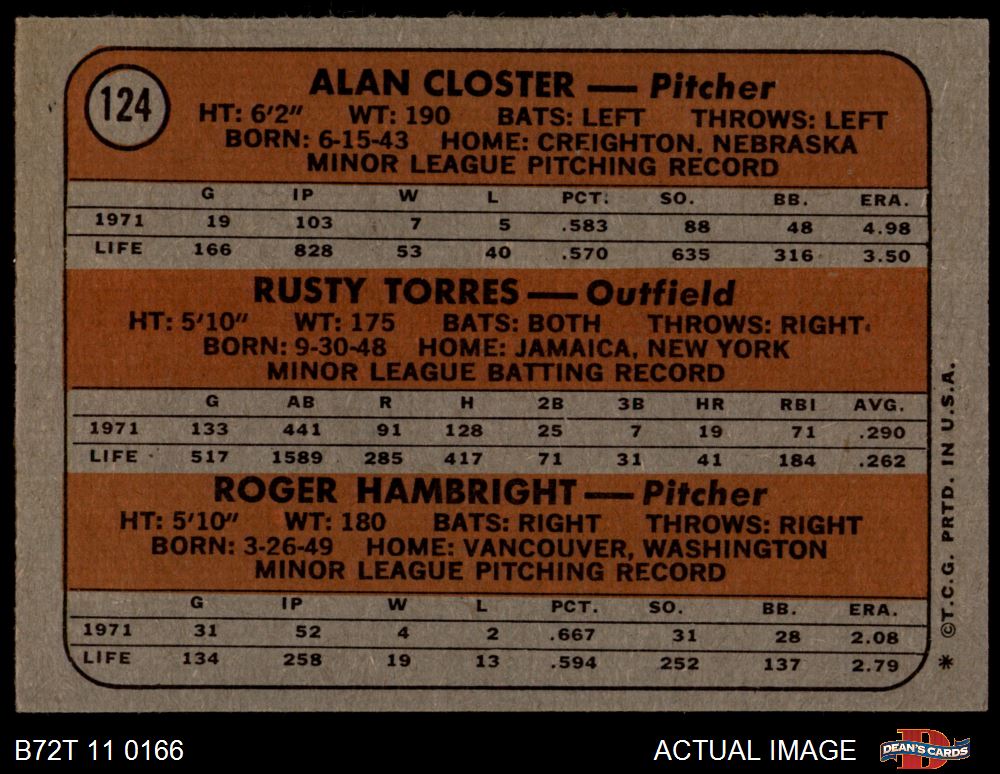 124
ALAN CLOSTER — Pitcher
HT: 6'2" WT: 190 BATS: LEFT THROWS: LEFT
BORN: 6-15-43 HOME: CREIGHTON, NEBRASKA
MINOR LEAGUE PITCHING RECORD
G IP W L PCT. SO. BB. ERA.
1971 19 103 7 5 .583 88 48 4.98
LIFE 166 828 53 40 .570 635 316 3.50
RUSTY TORRES — Outfield
HT: 5'10" WT: 175 BATS: BOTH THROWS: RIGHT
BORN: 9-30-48 HOME: JAMAICA, NEW YORK
MINOR LEAGUE BATTING RECORD
G AB R H 2B 3B HR RBI AVG.
1971 133 441 91 128 25 7 19 71 .290
LIFE 517 1589 285 417 71 31 41 184 .262
ROGER HAMBRIGHT — Pitcher
HT: 5'10" WT: 180 BATS: RIGHT THROWS: RIGHT
BORN: 3-26-49 HOME: VANCOUVER, WASHINGTON
MINOR LEAGUE PITCHING RECORD
G IP W L PCT. SO. BB. ERA.
1971 31 52 4 2 .667 31 28 2.08
LIFE 134 258 19 13 .594 252 137 2.79
* ©T.C.G. PRTD. IN U.S.A.
B72T 11 0166
ACTUAL IMAGE
DEAN'S CARDS